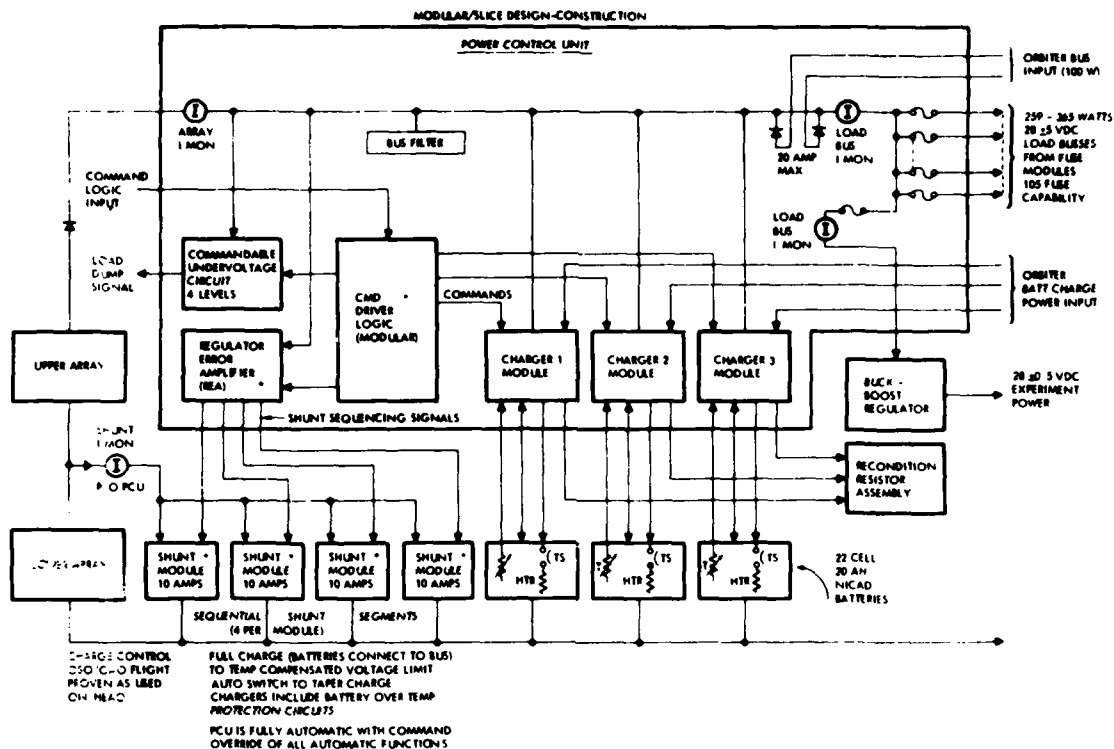 MODULAR/SLICE DESIGN-CONSTRUCTION
POWER CONTROL UNIT
ORBITER BUS
INPUT (100 W)
ARRAY
I MON
BUS FILTER
20 AMP
MAX
LOAD
BUS
I MON
28 ±5 VDC
LOAD BUSSES
FROM FUSE
MODULES
105 FUSE
CAPABILITY
COMMAND
LOGIC
INPUT
LOAD
BUS
I MON
LOAD
DUMP
SIGNAL
COMMANDABLE
UNDERVOLTAGE
CIRCUIT
4 LEVELS
CMD *
DRIVER
LOGIC
(MODULAR)
COMMANDS
ORBITER
BATT CHARGE
POWER INPUT
UPPER ARRAY
REGULATOR
ERROR
AMPLIFIER
(REA) *
CHARGER 1
MODULE
CHARGER 2
MODULE
CHARGER 3
MODULE
BUCK -
BOOST
REGULATOR
28 ±0.5 VDC
EXPERIMENT
POWER
SHUNT SEQUENCING SIGNALS
SHUNT
I MON
P/O PCU
RECONDITION
RESISTOR
ASSEMBLY
LOWER ARRAY
SHUNT *
MODULE
10 AMPS
SHUNT *
MODULE
10 AMPS
SHUNT *
MODULE
10 AMPS
SHUNT *
MODULE
10 AMPS
T
TS
HTR
T
TS
HTR
T
TS
HTR
22 CELL
20 AH
NICAD
BATTERIES
SEQUENTIAL SHUNT SEGMENTS
(4 PER MODULE)
CHARGE CONTROL
FLIGHT
PROVEN AS USED
ON HEAO
FULL CHARGE (BATTERIES CONNECT TO BUS)
TO TEMP COMPENSATED VOLTAGE LIMIT
AUTO SWITCH TO TAPER CHARGE
CHARGERS INCLUDE BATTERY OVER TEMP
PROTECTION CIRCUITS
PCU IS FULLY AUTOMATIC WITH COMMAND
OVERRIDE OF ALL AUTOMATIC FUNCTIONS